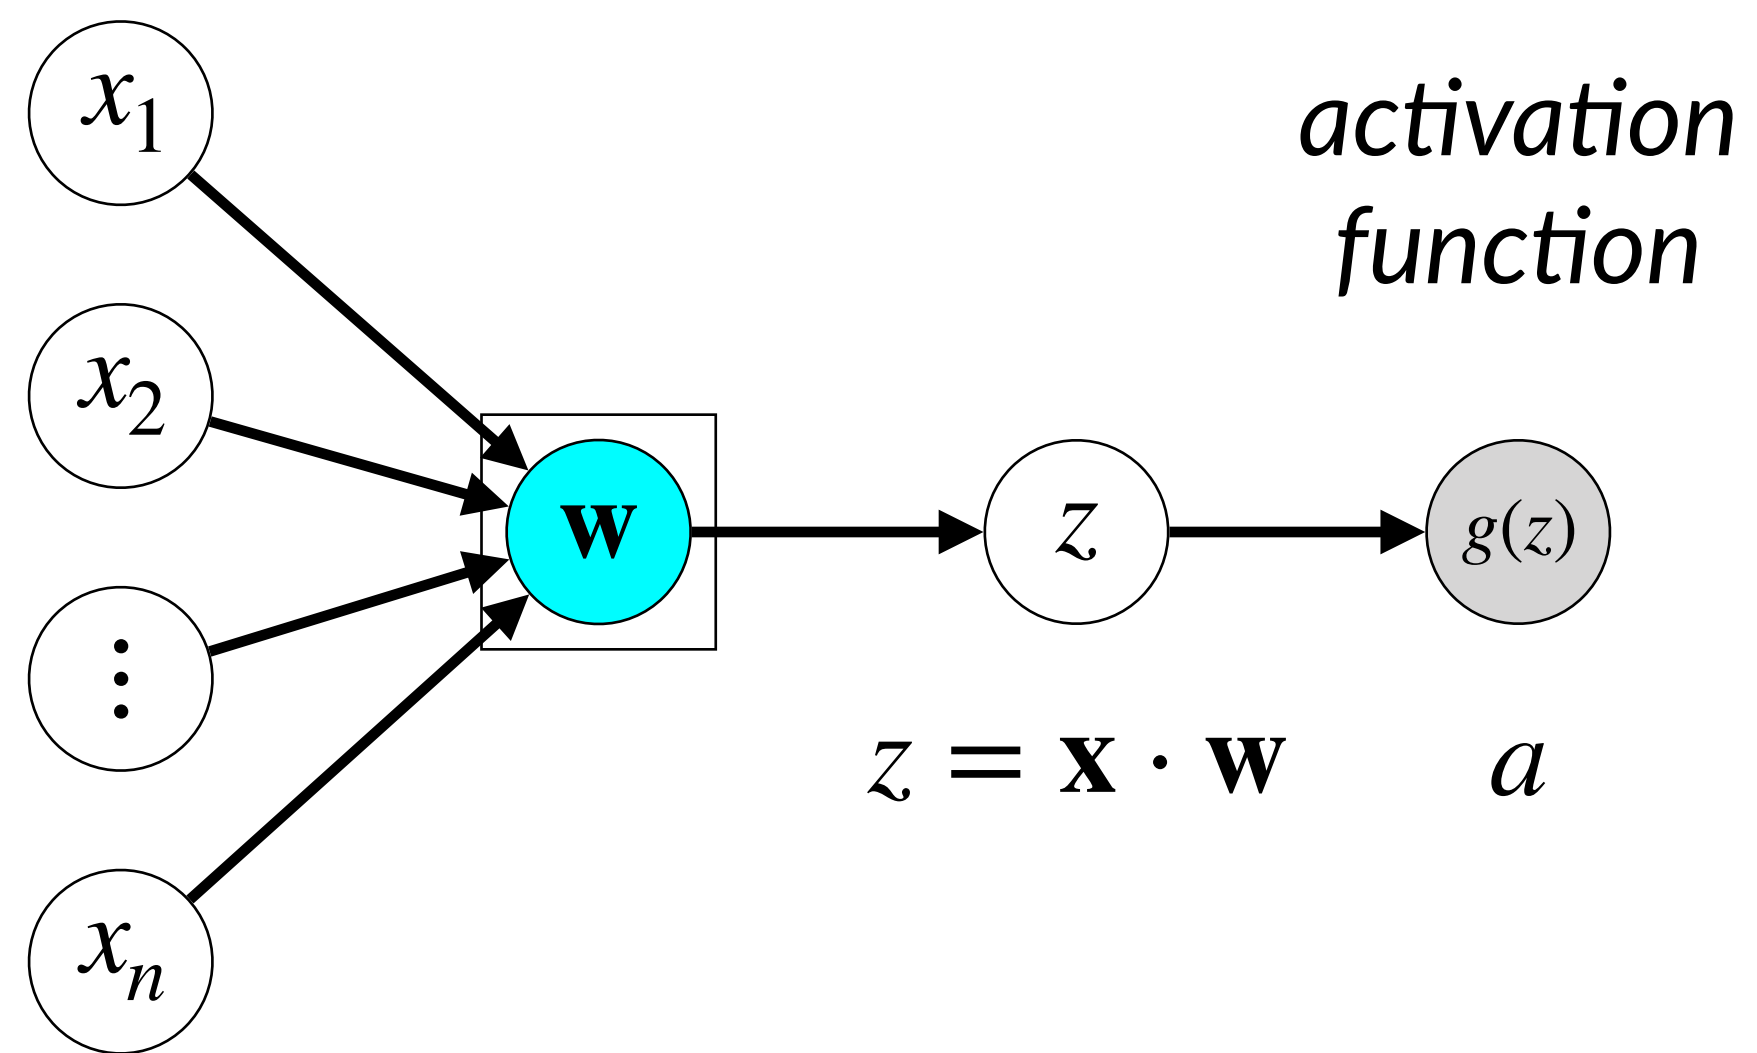 x₁
activation
function
x₂
w
z
g(z)
⋮
z = x · w
a
xₙ